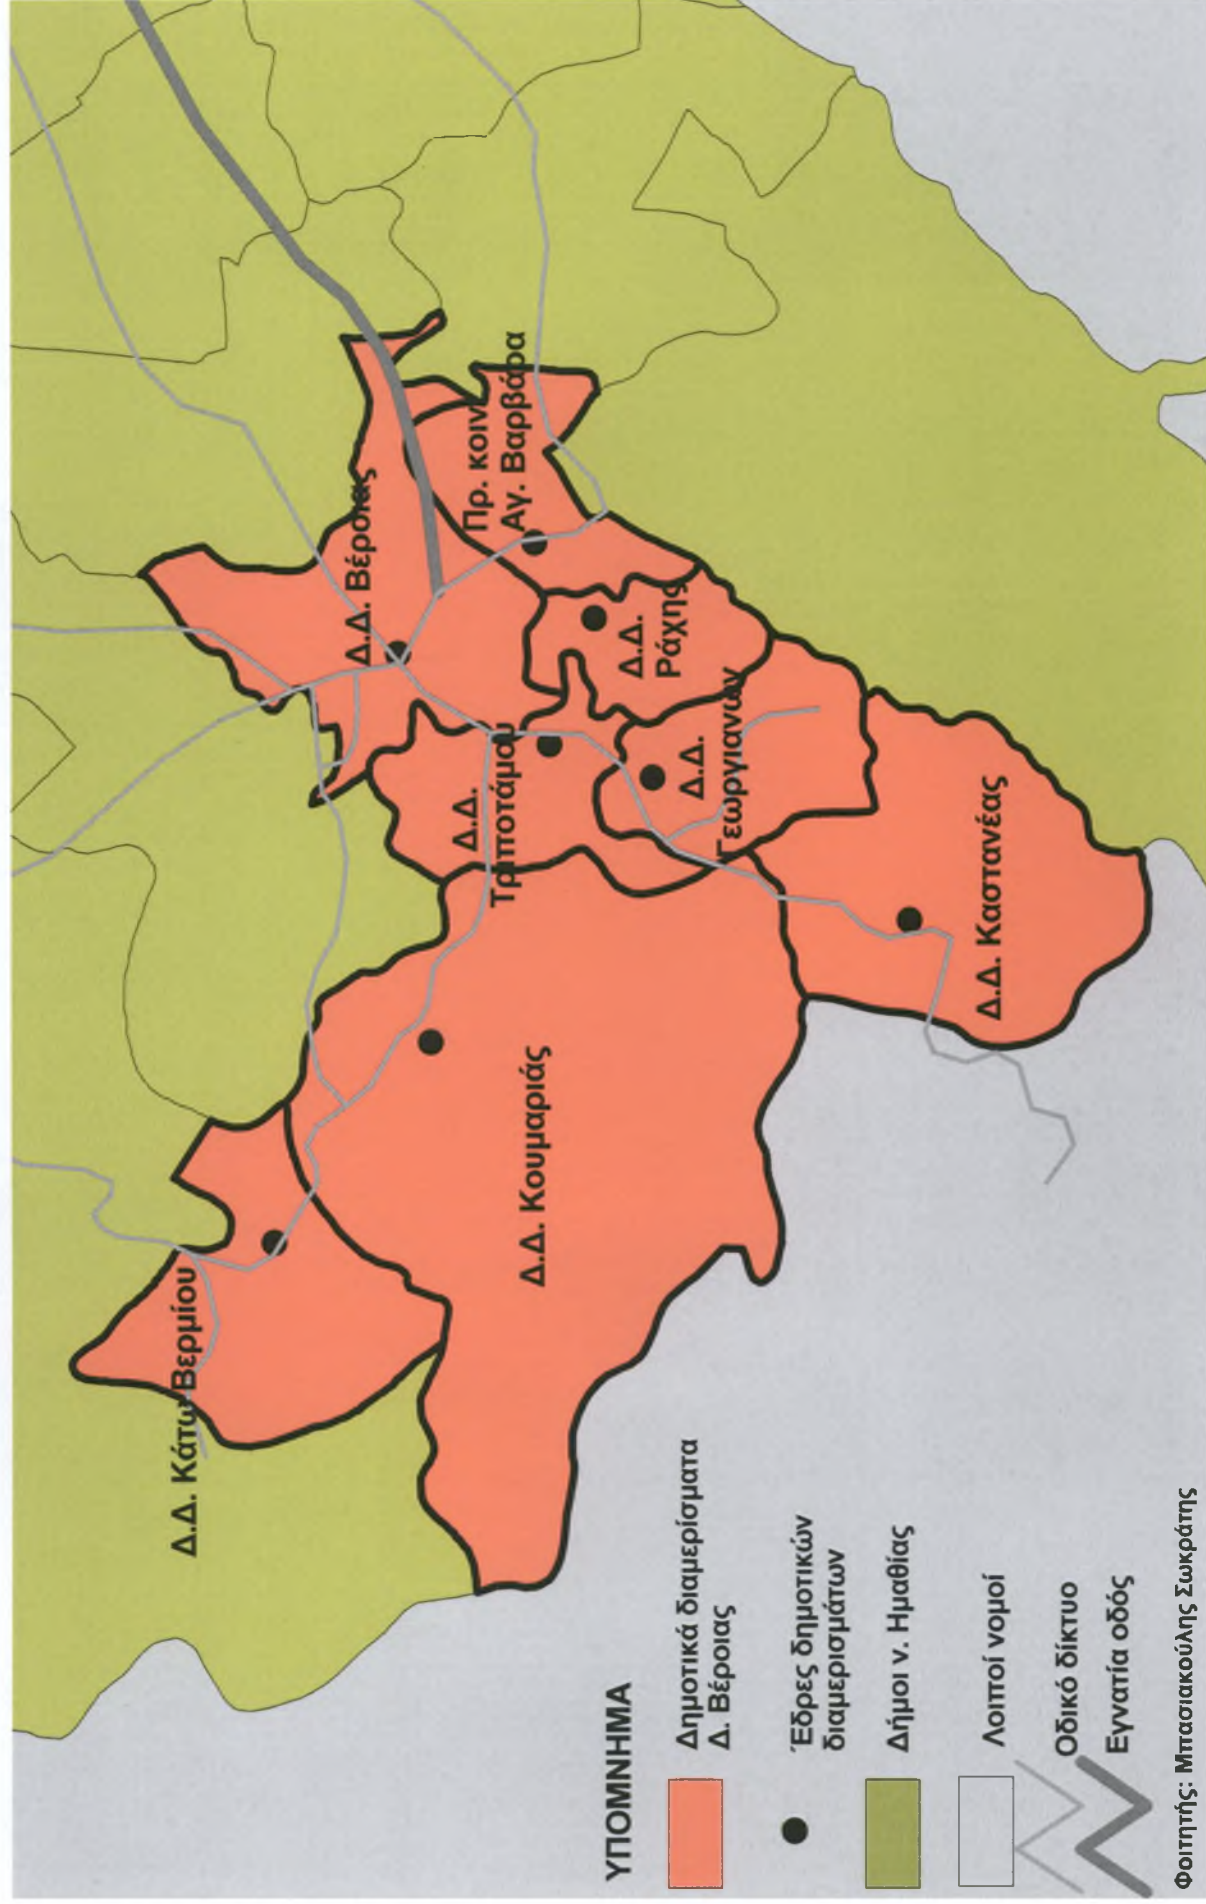 Δ.Δ. Κάτω Βερμίου
Δ.Δ. Βέροιας
Πρ. κοιν.
Αγ. Βαρβάρα
Δ.Δ.
Τριποτάμου
Δ.Δ.
Ράχης
Δ.Δ. Κουμαριάς
Δ.Δ.
Γεωργιανών
Δ.Δ. Καστανέας
ΥΠΟΜΝΗΜΑ
Δημοτικά διαμερίσματα
Δ. Βέροιας
Έδρες δημοτικών
διαμερισμάτων
Δήμοι ν. Ημαθίας
Λοιποί νομοί
Οδικό δίκτυο
Εγνατία οδός
Φοιτητής: Μπασιακούλης Σωκράτης